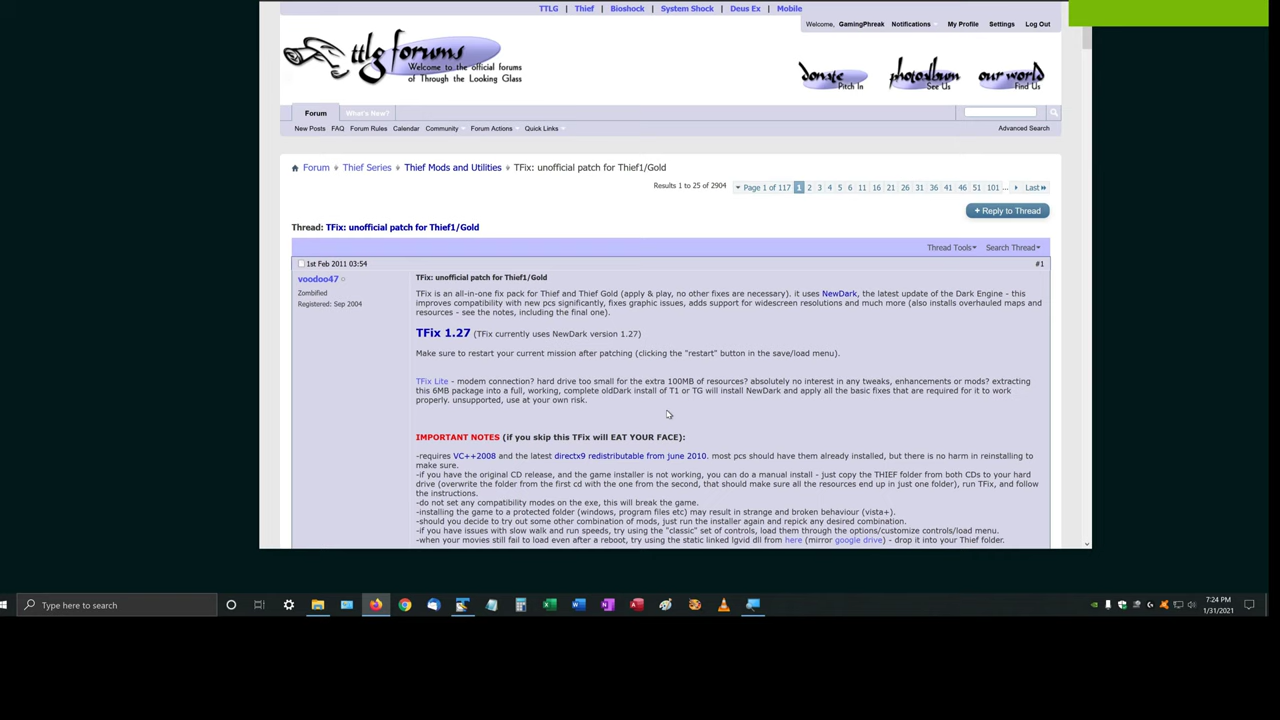 TTLG | Thief | Bioshock | System Shock | Deus Ex | Mobile
Welcome, GamingPhreak Notifications My Profile Settings Log Out
ttlg forums
Welcome to the official forums
of Through the Looking Glass
donate Pitch In
photoalbum See Us
our world Find Us
Forum What's New?
New Posts FAQ Forum Rules Calendar Community Forum Actions Quick Links Advanced Search
Forum Thief Series Thief Mods and Utilities TFix: unofficial patch for Thief1/Gold
Results 1 to 25 of 2904 Page 1 of 117 1 2 3 4 5 6 11 16 21 26 31 36 41 46 51 101 ... Last
+ Reply to Thread
Thread: TFix: unofficial patch for Thief1/Gold
Thread Tools Search Thread
1st Feb 2011 03:54 #1
voodoo47
Zombified
Registered: Sep 2004
TFix: unofficial patch for Thief1/Gold
TFix is an all-in-one fix pack for Thief and Thief Gold (apply & play, no other fixes are necessary). it uses NewDark, the latest update of the Dark Engine - this
improves compatibility with new pcs significantly, fixes graphic issues, adds support for widescreen resolutions and much more (also installs overhauled maps and
resources - see the notes, including the final one).
TFix 1.27 (TFix currently uses NewDark version 1.27)
Make sure to restart your current mission after patching (clicking the "restart" button in the save/load menu).
TFix Lite - modem connection? hard drive too small for the extra 100MB of resources? absolutely no interest in any tweaks, enhancements or mods? extracting
this 6MB package into a full, working, complete oldDark install of T1 or TG will install NewDark and apply all the basic fixes that are required for it to work
properly. unsupported, use at your own risk.
IMPORTANT NOTES (if you skip this TFix will EAT YOUR FACE):
-requires VC++2008 and the latest directx9 redistributable from june 2010. most pcs should have them already installed, but there is no harm in reinstalling to
make sure.
-if you have the original CD release, and the game installer is not working, you can do a manual install - just copy the THIEF folder from both CDs to your hard
drive (overwrite the folder from the first cd with the one from the second, that should make sure all the resources end up in just one folder), run TFix, and follow
the instructions.
-do not set any compatibility modes on the exe, this will break the game.
-installing the game to a protected folder (windows, program files etc) may result in strange and broken behaviour (vista+).
-should you decide to try out some other combination of mods, just run the installer again and repick any desired combination.
-if you have issues with slow walk and run speeds, try using the "classic" set of controls, load them through the options/customize controls/load menu.
-when your movies still fail to load even after a reboot, try using the static linked lgvid dll from here (mirror google drive) - drop it into your Thief folder.
Type here to search
7:24 PM
1/31/2021